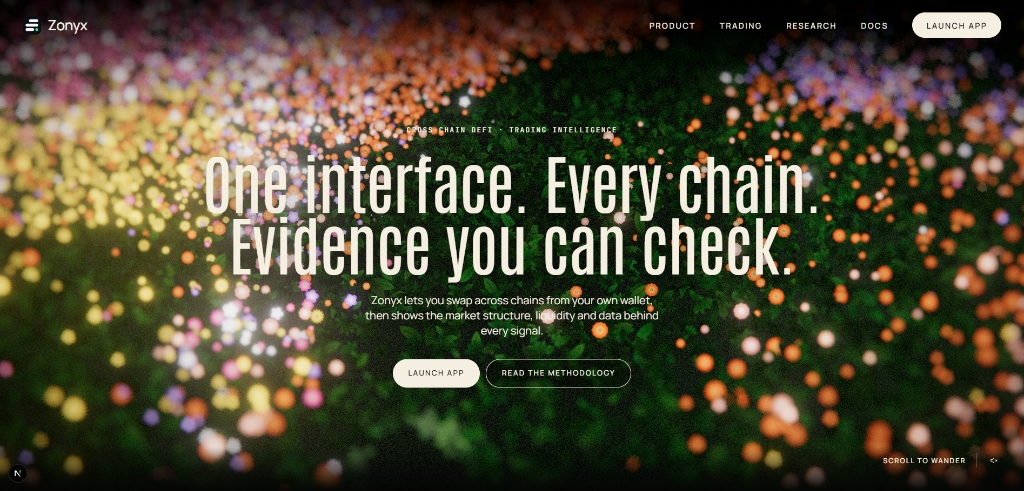 Zonyx
PRODUCT
TRADING
RESEARCH
DOCS
LAUNCH APP
CROSS CHAIN DEFI · TRADING INTELLIGENCE
One interface. Every chain.
Evidence you can check.
Zonyx lets you swap across chains from your own wallet,
then shows the market structure, liquidity and data behind
every signal.
LAUNCH APP
READ THE METHODOLOGY
SCROLL TO WANDER
<>
N